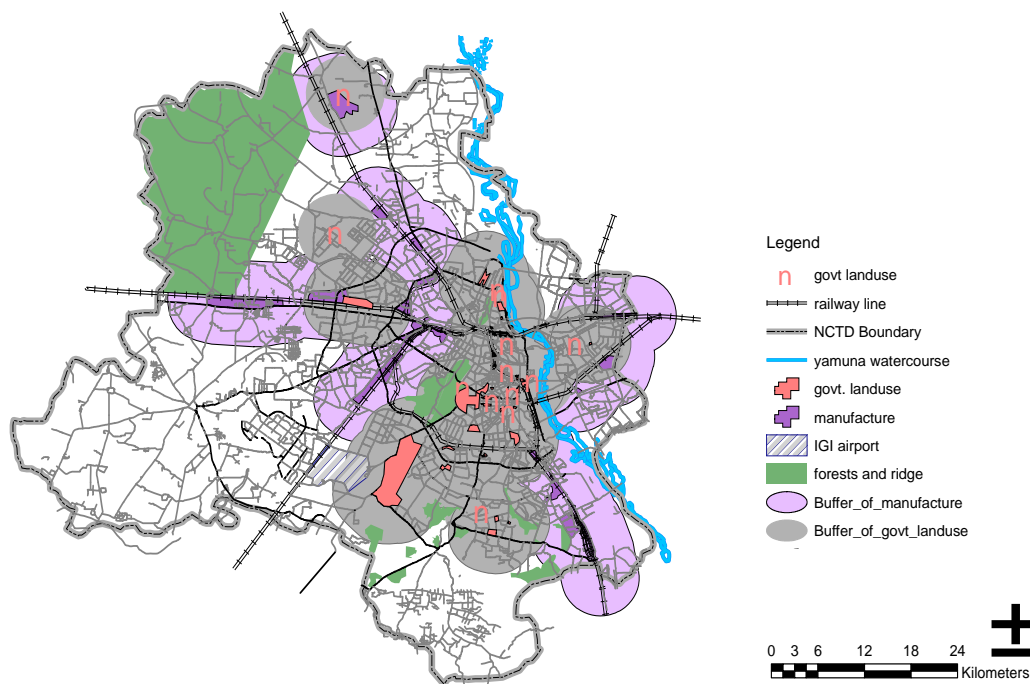 Legend
n govt landuse
railway line
NCTD Boundary
yamuna watercourse
govt. landuse
manufacture
IGI airport
forests and ridge
Buffer_of_manufacture
Buffer_of_govt_landuse
0 3 6 12 18 24
Kilometers